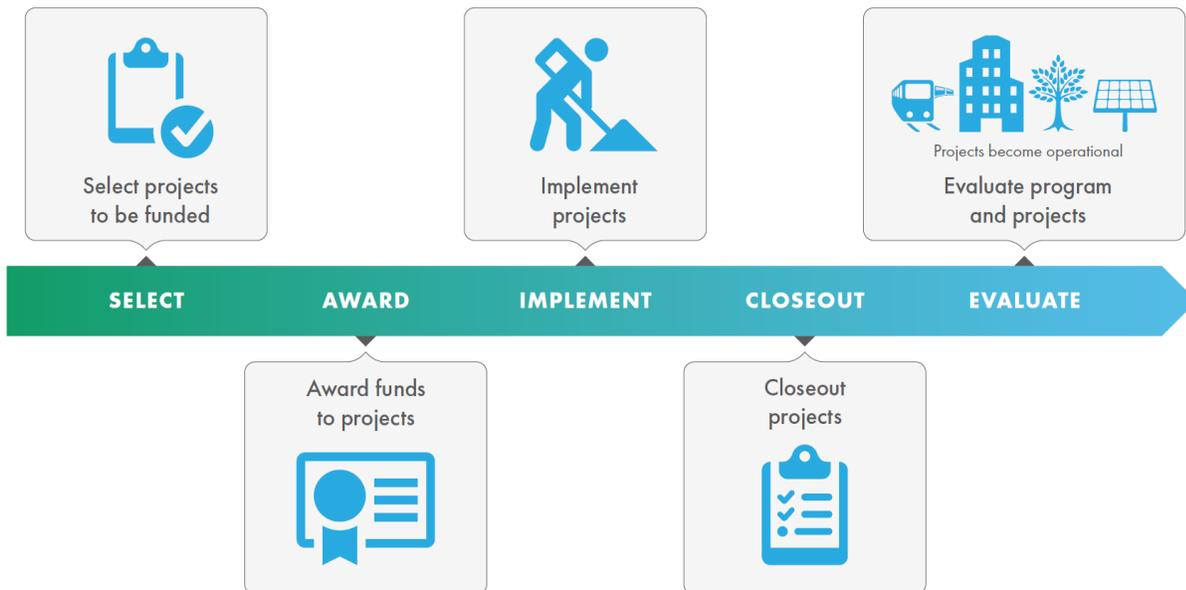 Select projects
to be funded
Implement
projects
Projects become operational
Evaluate program
and projects
SELECT
AWARD
IMPLEMENT
CLOSEOUT
EVALUATE
Award funds
to projects
Closeout
projects